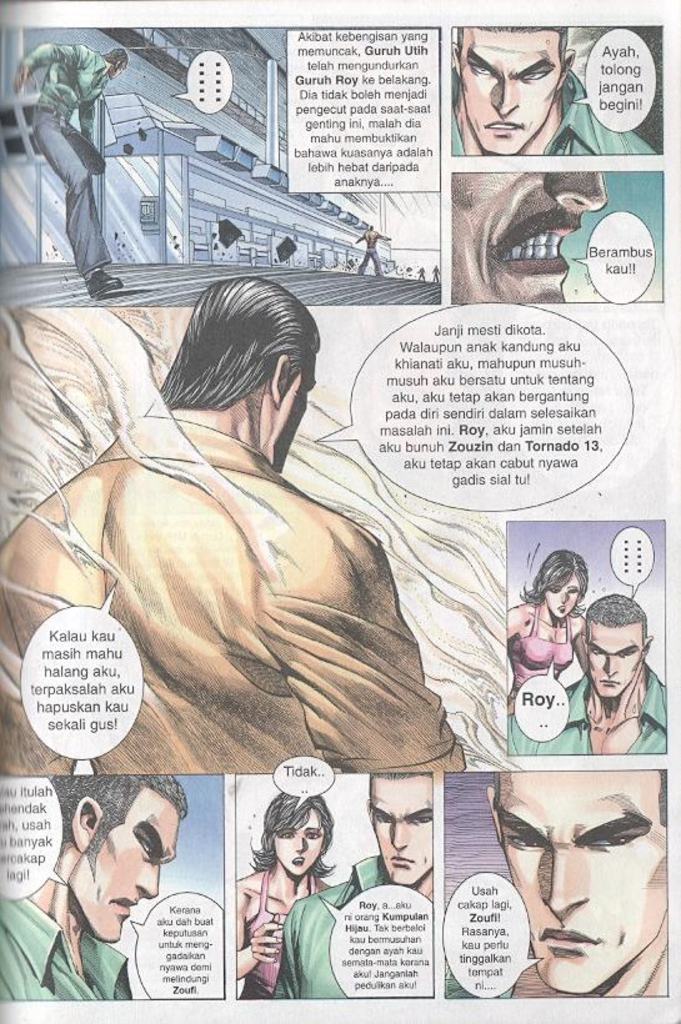 Akibat kebengisan yang
memuncak, Guruh Utih
telah mengundurkan
Guruh Roy ke belakang.
Dia tidak boleh menjadi
pengecut pada saat-saat
genting ini, malah dia
mahu membuktikan
bahawa kuasanya adalah
lebih hebat daripada
anaknya....
Ayah,
tolong
jangan
begini!
Berambus
kau!!
Janji mesti dikota.
Walaupun anak kandung aku
khianati aku, mahupun musuh-
musuh aku bersatu untuk tentang
aku, aku tetap akan bergantung
pada diri sendiri dalam selesaikan
masalah ini. Roy, aku jamin setelah
aku bunuh Zouzin dan Tornado 13,
aku tetap akan cabut nyawa
gadis sial tu!
Kalau kau
masih mahu
halang aku,
terpaksalah aku
hapuskan kau
sekali gus!
Roy..
..
itulah
usah
banyak
lagi!
Kerana
aku dah buat
keputusan
untuk meng-
gadaikan
nyawa demi
melindungi
Zoufi.
Tidak..
..
Roy, a...aku
ni orang Kumpulan
Hijau. Tak berbaloi
kau bermusuhan
dengan ayah kau
semata-mata kerana
aku! Janganlah
pedulikan aku!
Usah
cakap lagi,
Zoufi!
Rasanya,
kau perlu
tinggalkan
tempat
ni....